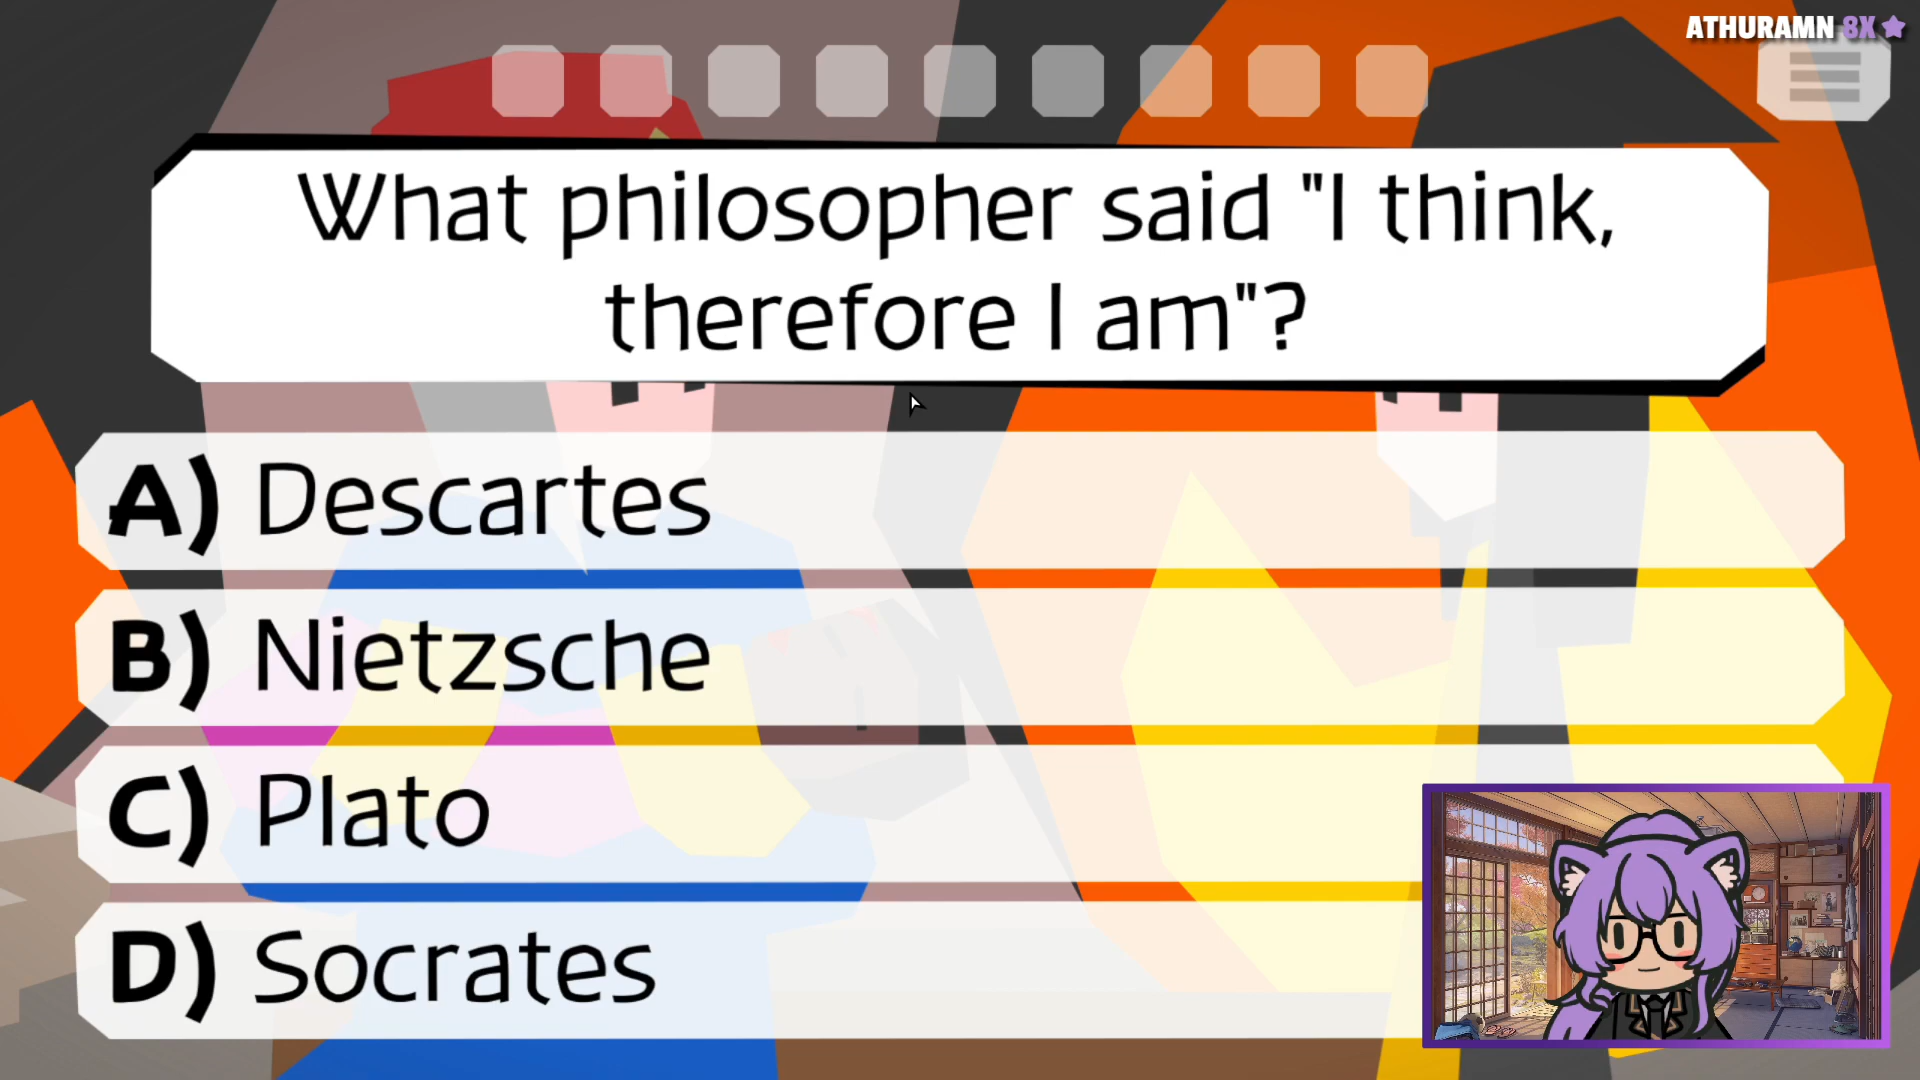 ATHURAMN 8X
What philosopher said "I think,
therefore I am"?
A) Descartes
B) Nietzsche
C) Plato
D) Socrates